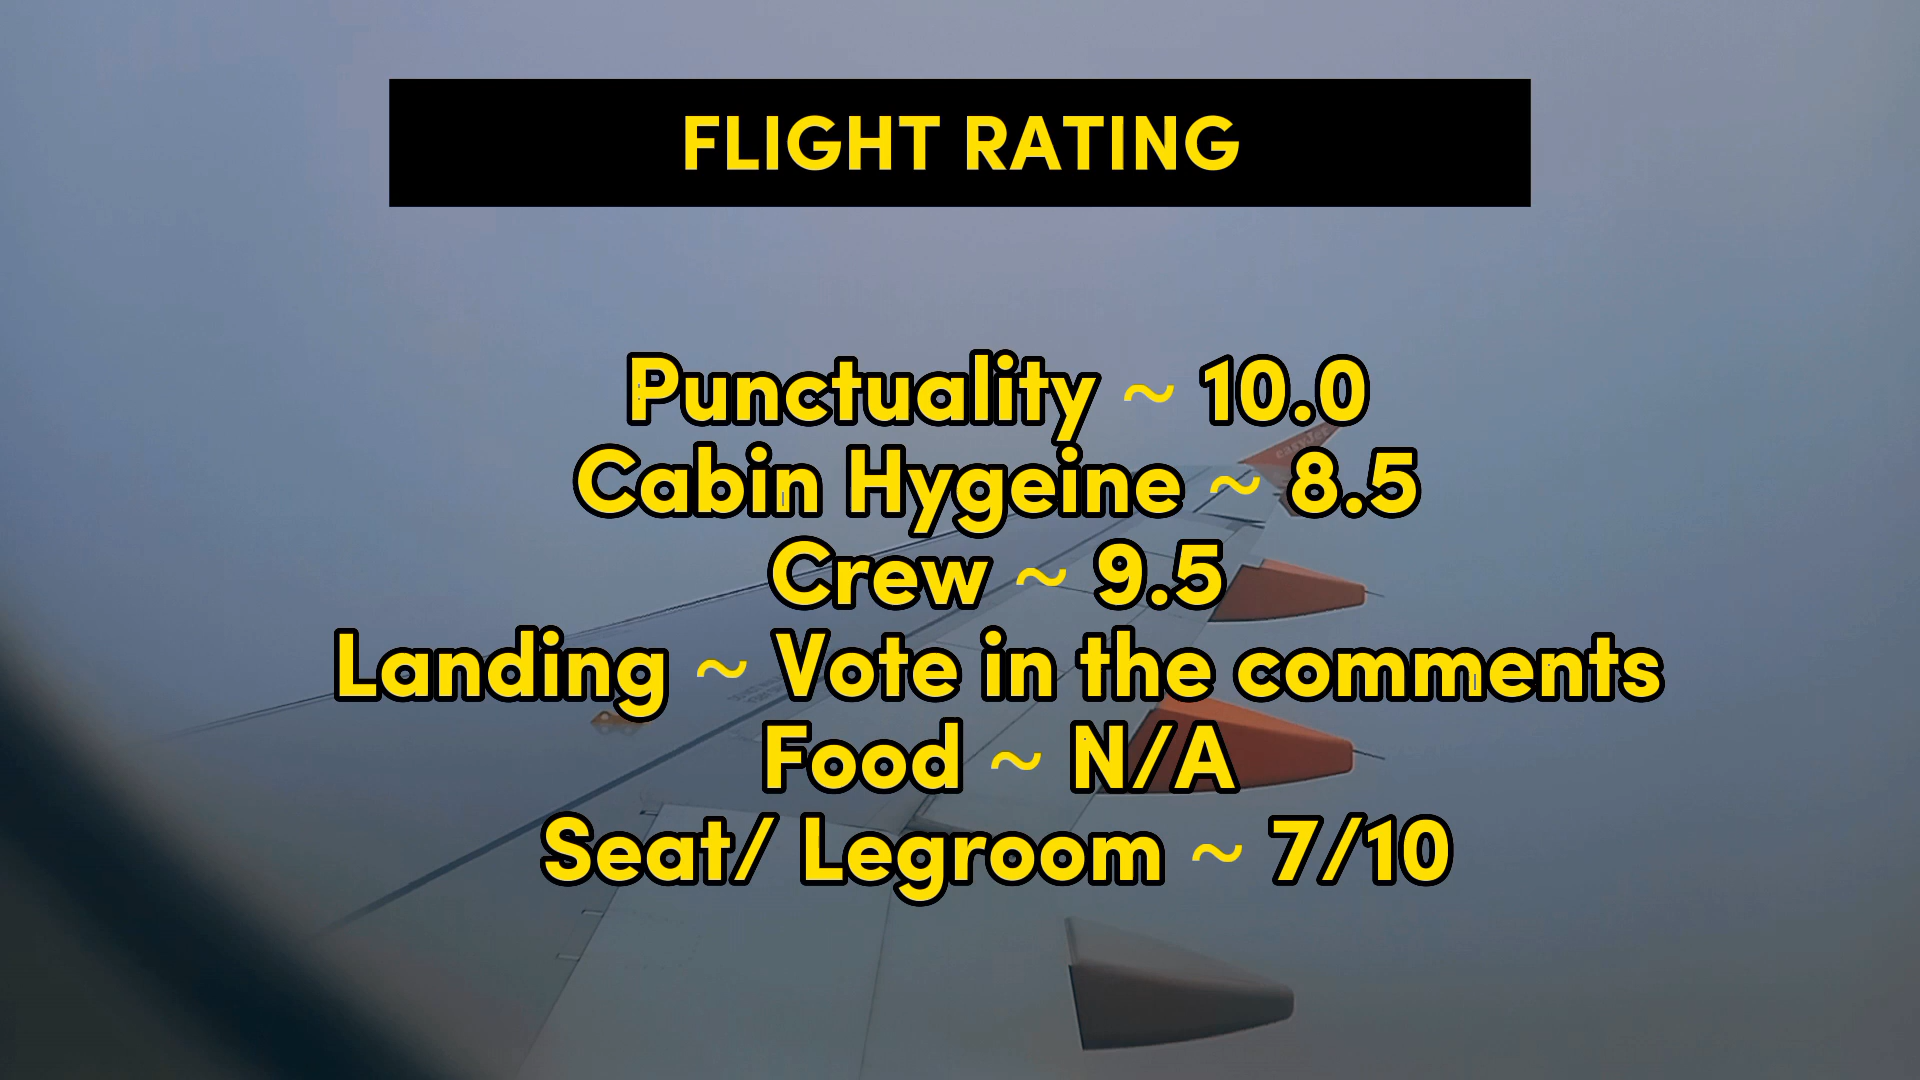 FLIGHT RATING
Punctuality ~ 10.0
easyJet
Cabin Hygeine ~ 8.5
Crew ~ 9.5
Landing ~ Vote in the comments
Food ~ N/A
Seat/ Legroom ~ 7/10